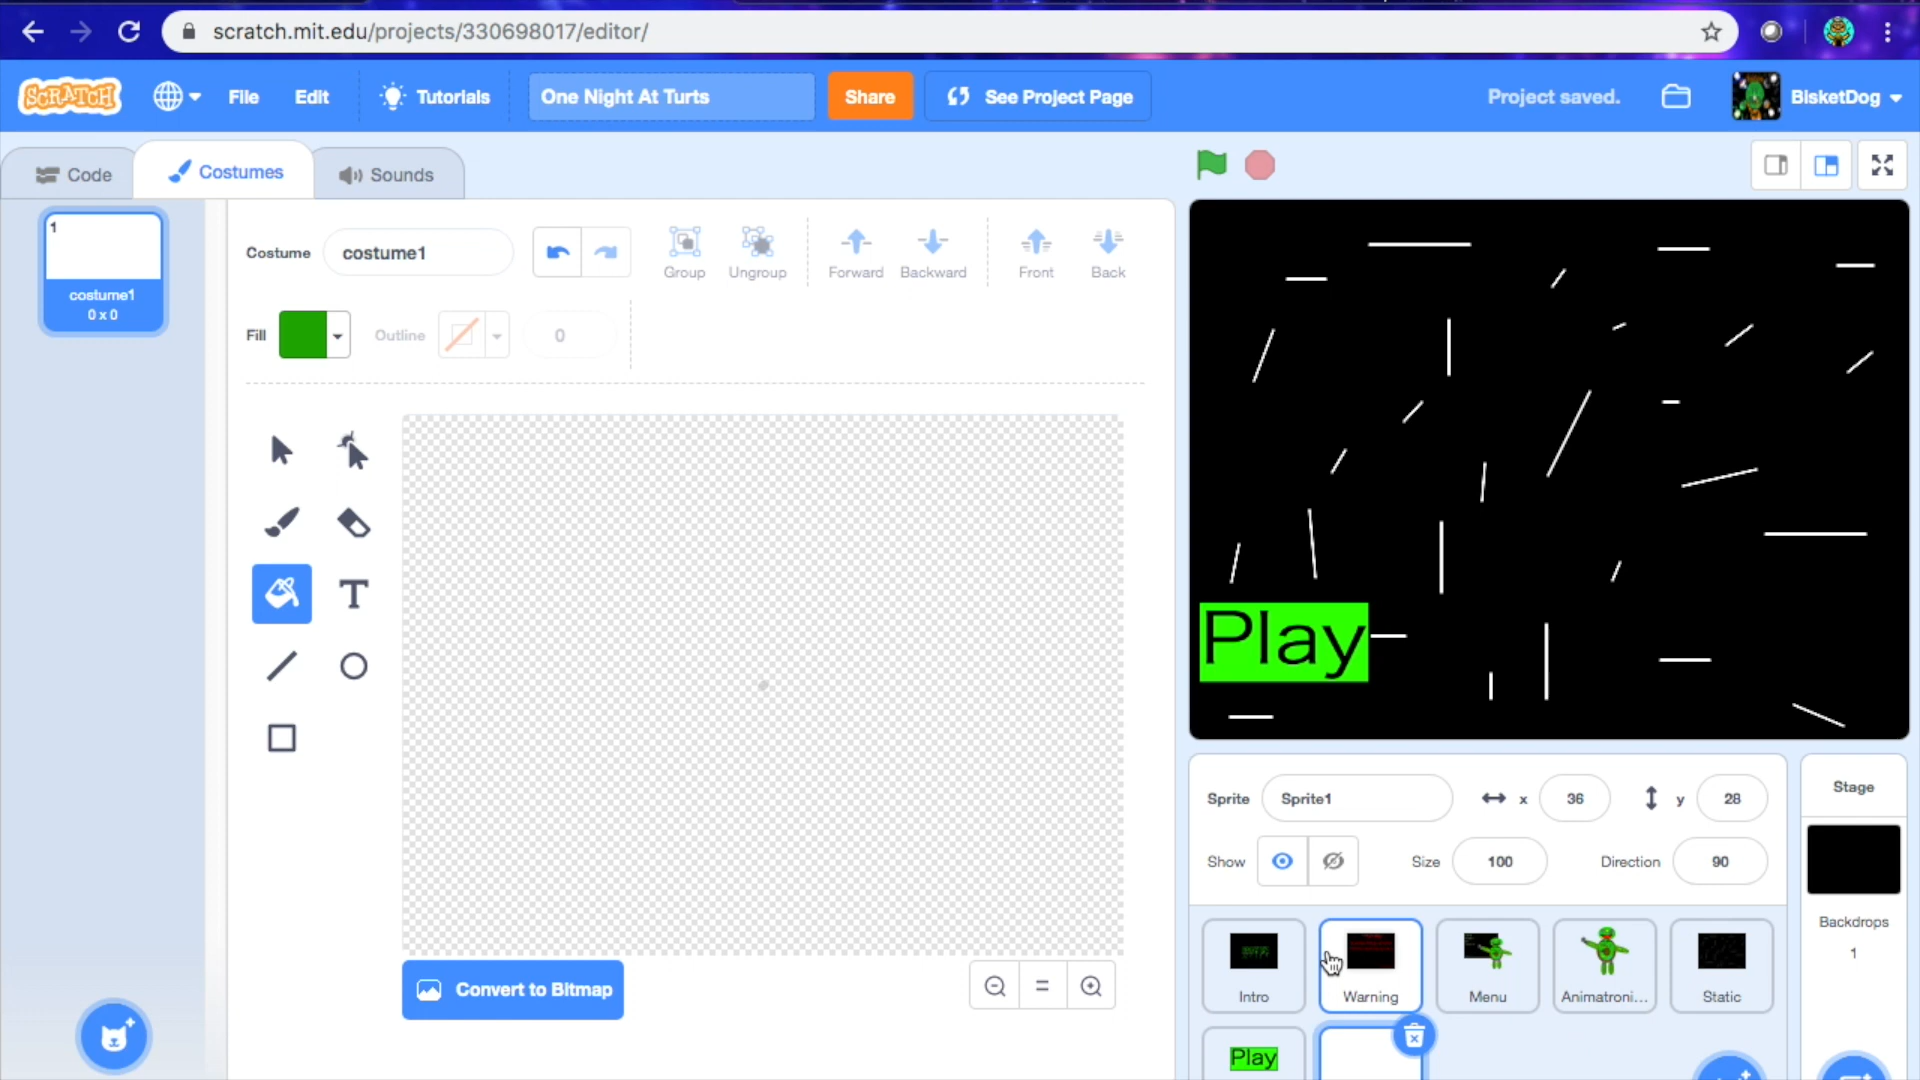 scratch.mit.edu/projects/330698017/editor/
SCRATCH
File
Edit
Tutorials
One Night At Turts
Share
See Project Page
Project saved.
BIsketDog
Code
Costumes
Sounds
1
costume1
0 x 0
Costume
costume1
Group
Ungroup
Forward
Backward
Front
Back
Fill
Outline
0
T
Convert to Bitmap
Play
Sprite
Sprite1
x
36
y
28
Show
Size
100
Direction
90
Stage
Backdrops
1
Intro
Warning
Menu
Animatroni...
Static
Play